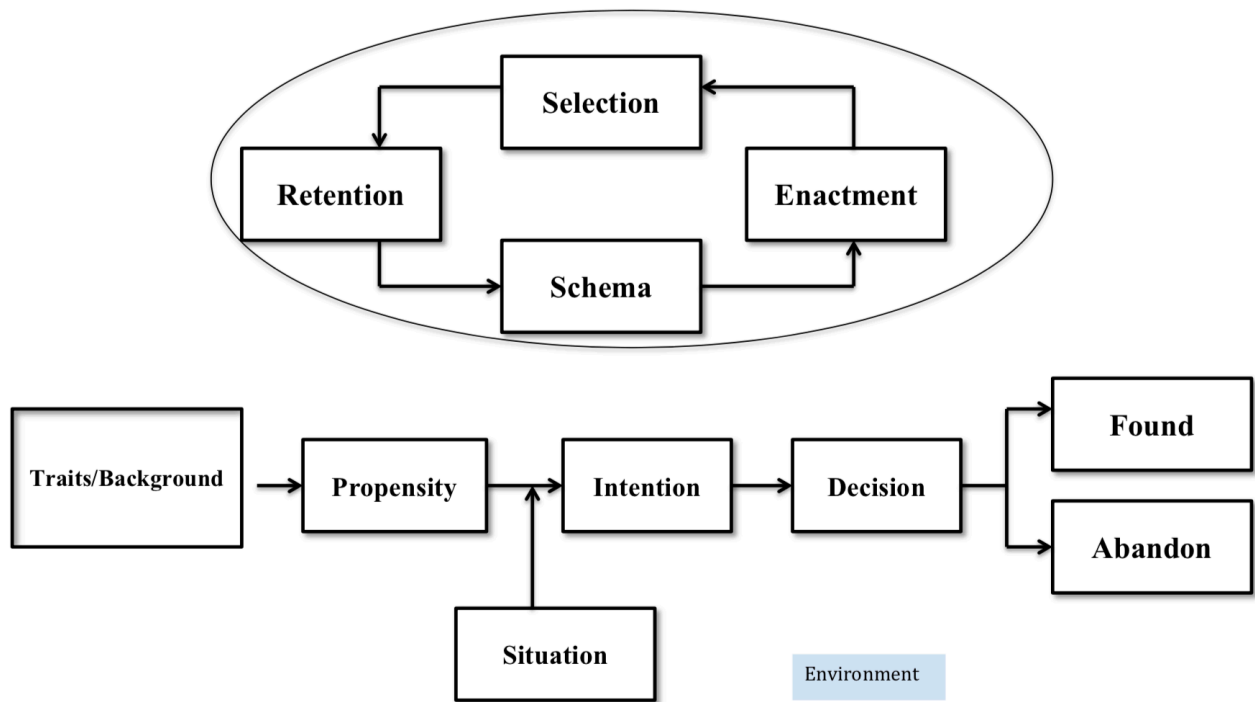 Selection
Retention
Enactment
Schema
Traits/Background
Propensity
Intention
Decision
Found
Abandon
Situation
Environment